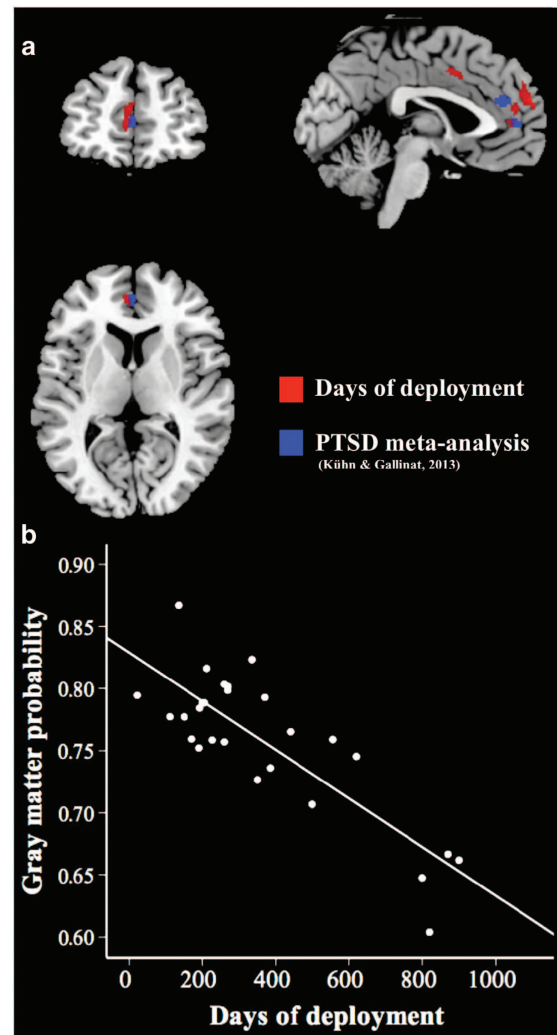 a
Days of deployment
PTSD meta-analysis
(Kühn & Gallinat, 2013)
b
0.90
0.85
0.80
0.75
0.70
0.65
0.60
Gray matter probability
0 200 400 600 800 1000
Days of deployment